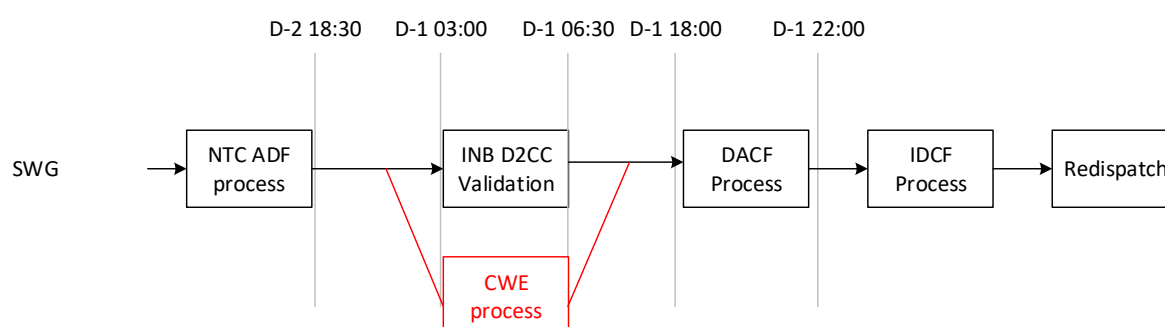 D-2 18:30 D-1 03:00 D-1 06:30 D-1 18:00 D-1 22:00
SWG
NTC ADF
process
INB D2CC
Validation
DACF
Process
IDCF
Process
Redispatch
CWE
process